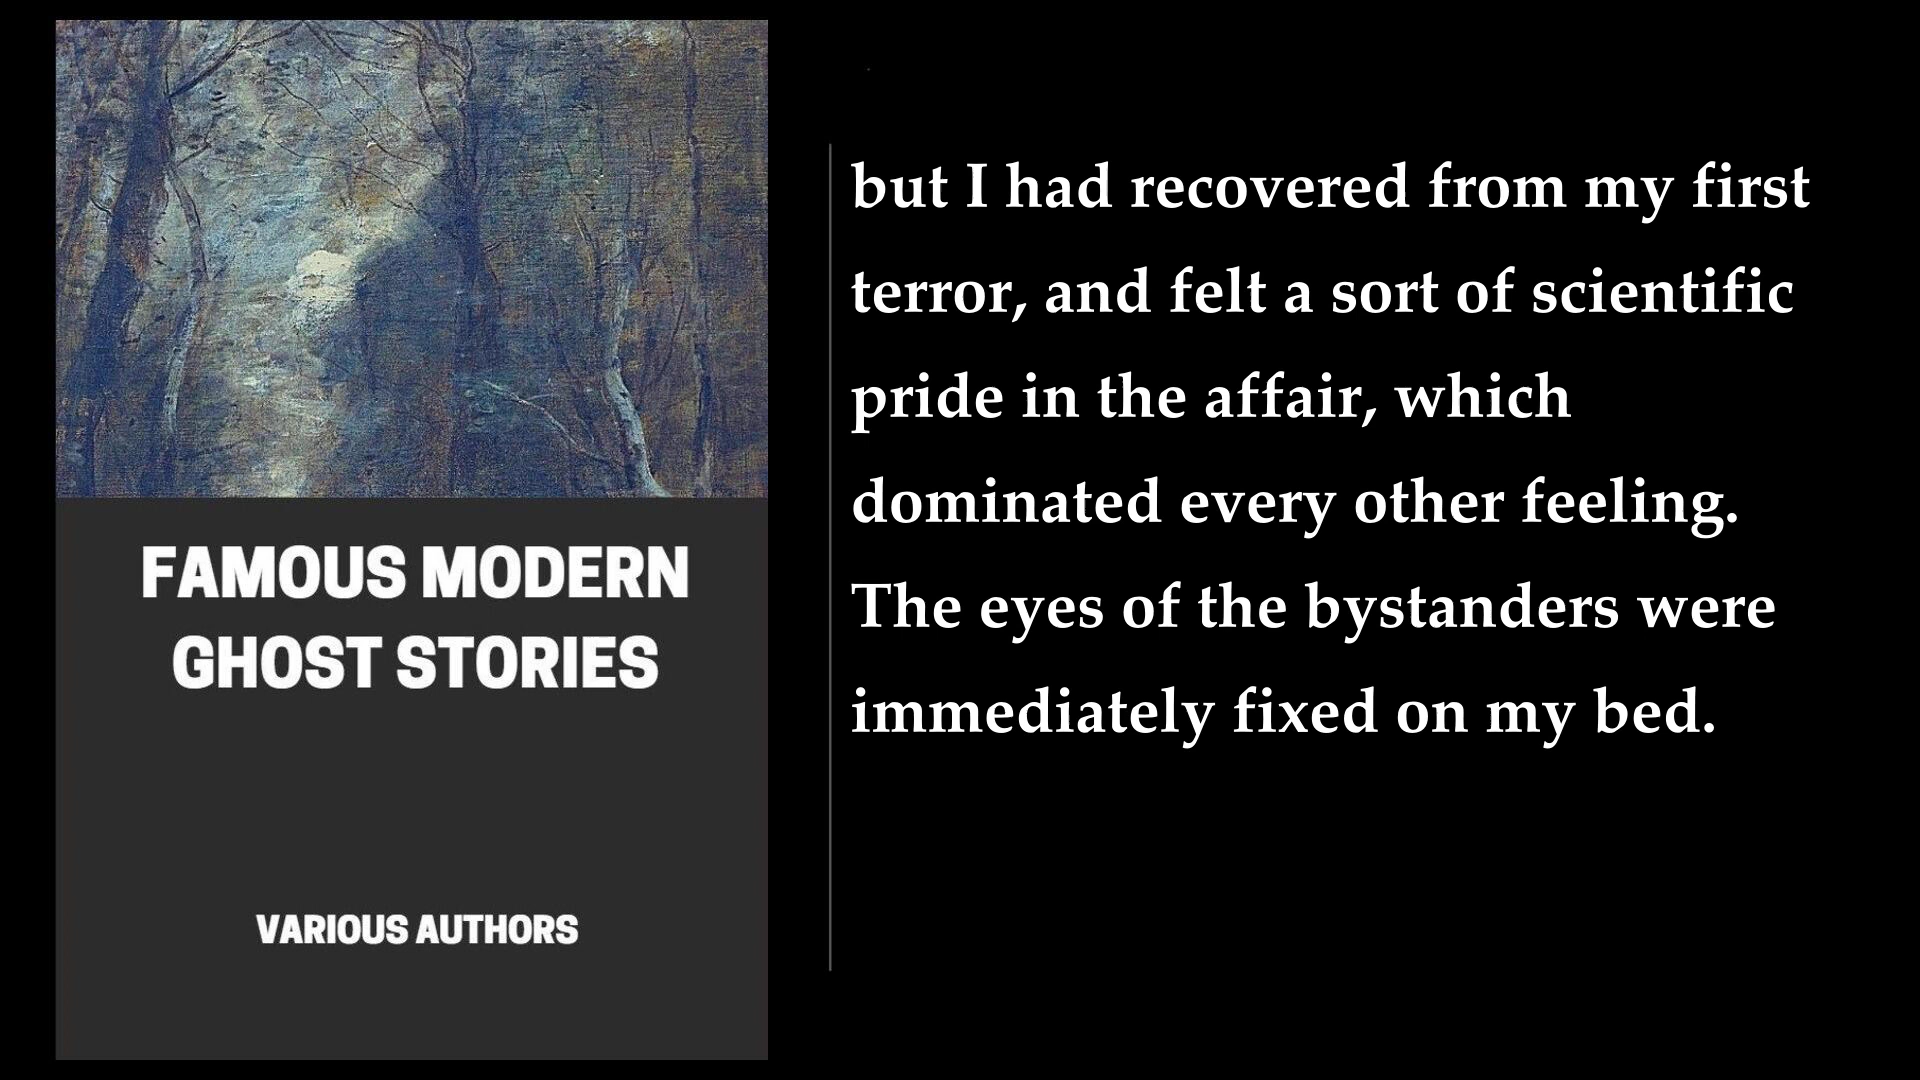 FAMOUS MODERN
GHOST STORIES
VARIOUS AUTHORS
but I had recovered from my first
terror, and felt a sort of scientific
pride in the affair, which
dominated every other feeling.
The eyes of the bystanders were
immediately fixed on my bed.